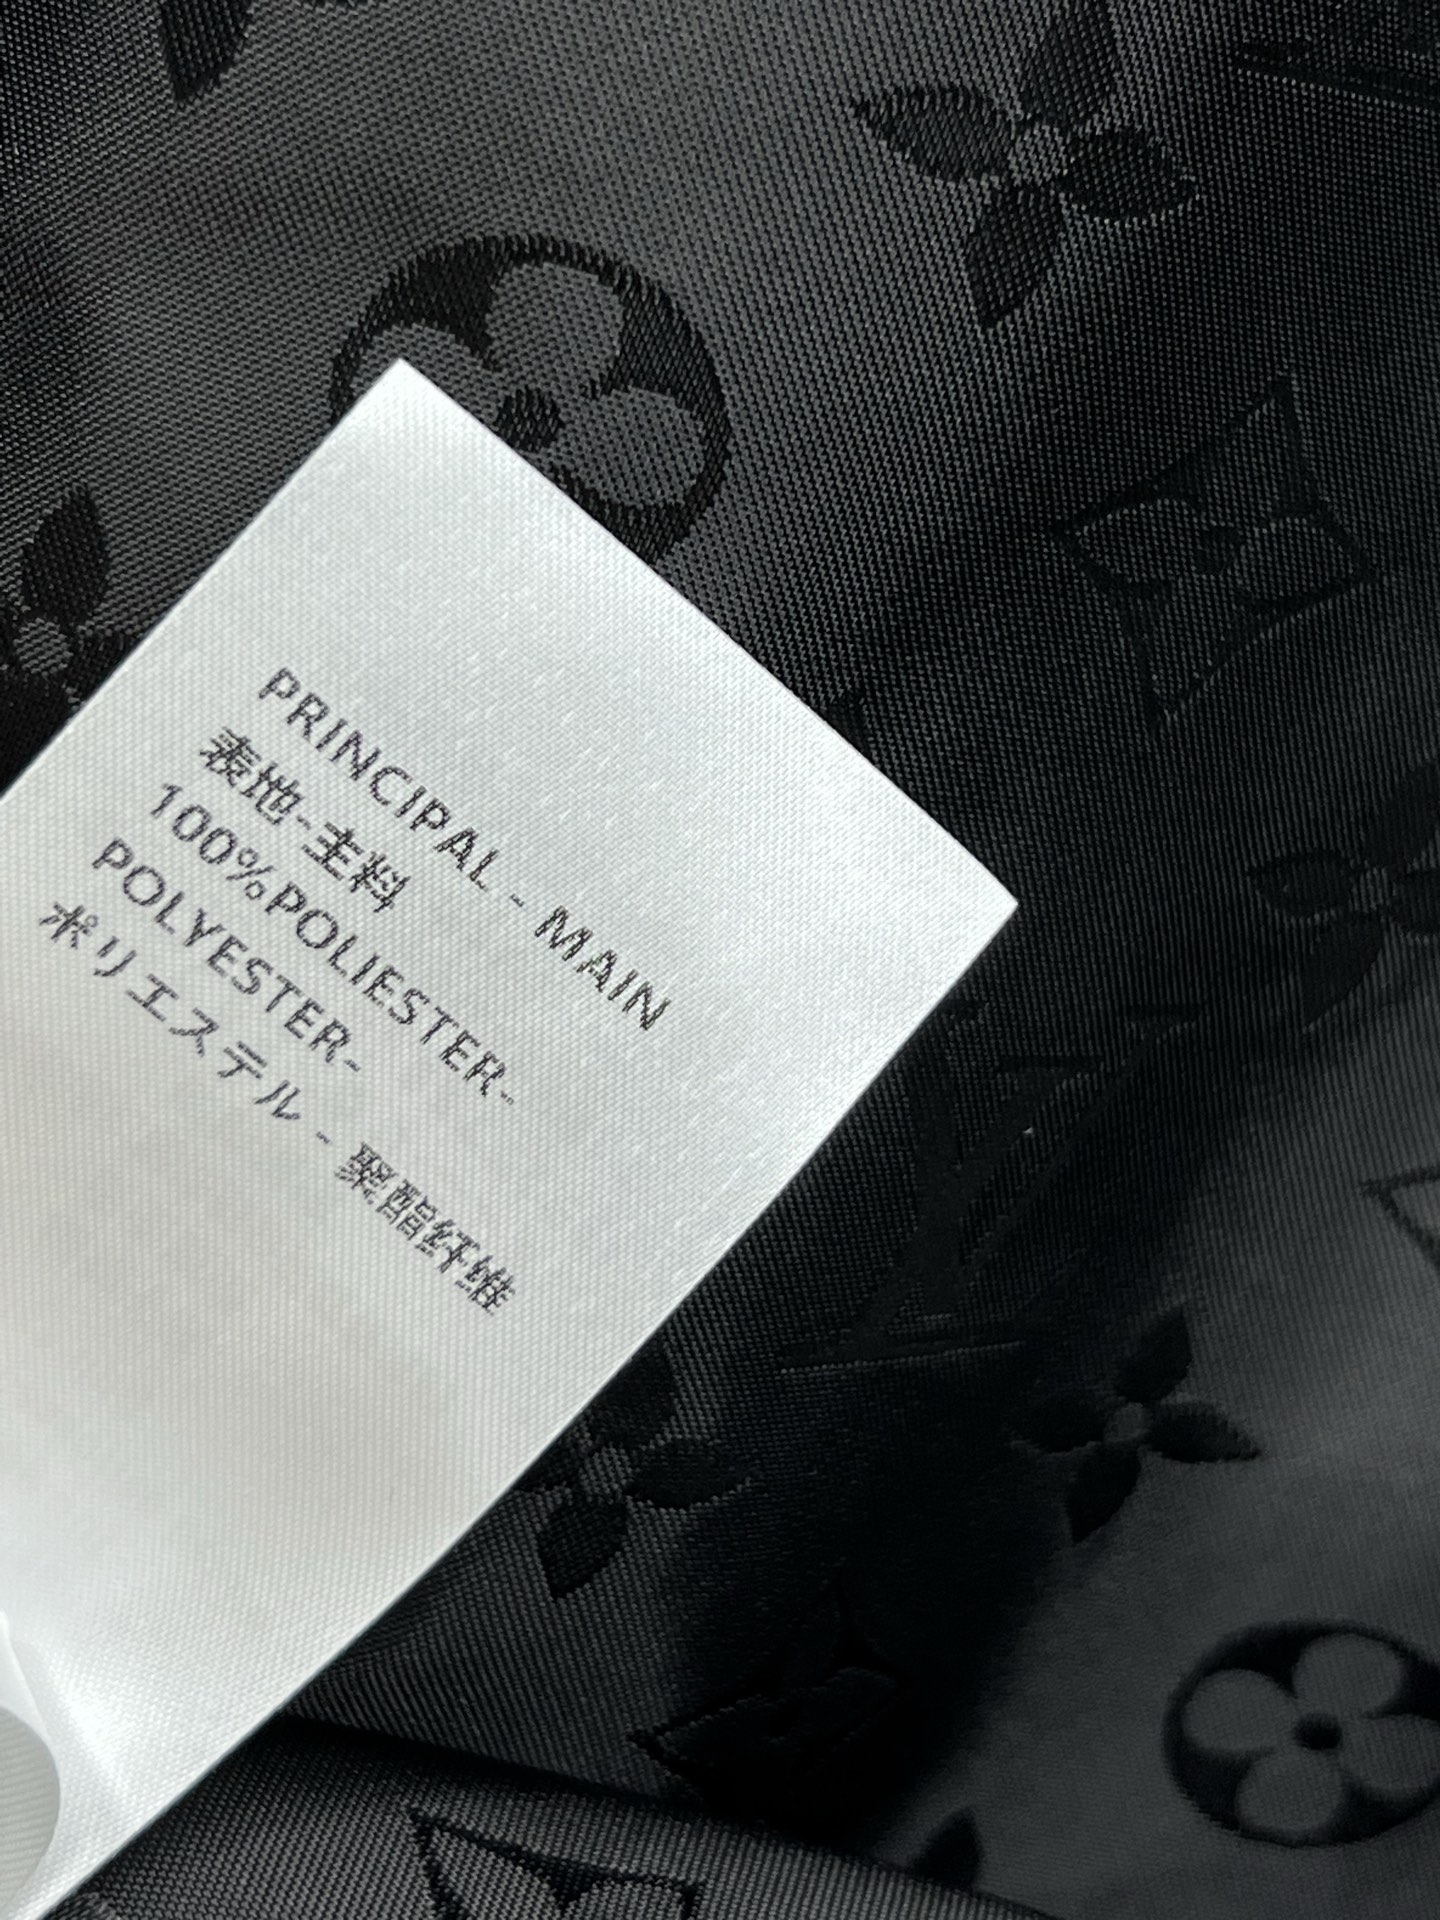 PRINCIPAL - MAIN
表地-主料
100%POLIESTER-
POLYESTER-
ポリエステル - 聚酯纤维
LV